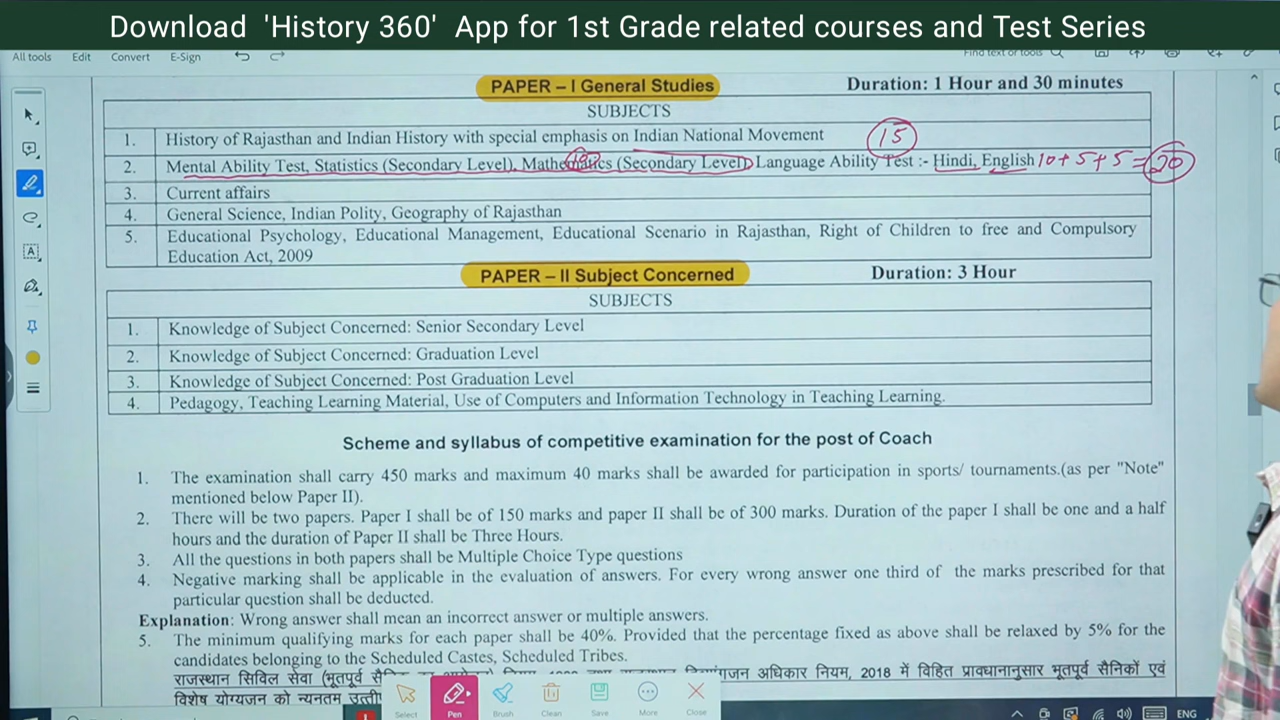 Download 'History 360' App for 1st Grade related courses and Test Series
All tools Edit Convert E-Sign Find text or tools
PAPER – I General Studies Duration: 1 Hour and 30 minutes
SUBJECTS
1. History of Rajasthan and Indian History with special emphasis on Indian National Movement 15
2. Mental Ability Test, Statistics (Secondary Level), Mathematics (Secondary Level) Language Ability Test :- Hindi, English 10+5+5=20
10
3. Current affairs
4. General Science, Indian Polity, Geography of Rajasthan
5. Educational Psychology, Educational Management, Educational Scenario in Rajasthan, Right of Children to free and Compulsory
Education Act, 2009
PAPER – II Subject Concerned Duration: 3 Hour
SUBJECTS
1. Knowledge of Subject Concerned: Senior Secondary Level
2. Knowledge of Subject Concerned: Graduation Level
3. Knowledge of Subject Concerned: Post Graduation Level
4. Pedagogy, Teaching Learning Material, Use of Computers and Information Technology in Teaching Learning.
Scheme and syllabus of competitive examination for the post of Coach
1. The examination shall carry 450 marks and maximum 40 marks shall be awarded for participation in sports/ tournaments.(as per "Note"
mentioned below Paper II).
2. There will be two papers. Paper I shall be of 150 marks and paper II shall be of 300 marks. Duration of the paper I shall be one and a half
hours and the duration of Paper II shall be Three Hours.
3. All the questions in both papers shall be Multiple Choice Type questions
4. Negative marking shall be applicable in the evaluation of answers. For every wrong answer one third of the marks prescribed for that
particular question shall be deducted.
Explanation: Wrong answer shall mean an incorrect answer or multiple answers.
5. The minimum qualifying marks for each paper shall be 40%. Provided that the percentage fixed as above shall be relaxed by 5% for the
candidates belonging to the Scheduled Castes, Scheduled Tribes.
राजस्थान सिविल सेवा (भूतपूर्व अधिकार नियम, 2018 में विहित प्रावधानानुसार भूतपूर्व सैनिकों एवं
विशेष योग्यजन को न्यूनतम
Select Pen Brush Clean Save More Close
ENG